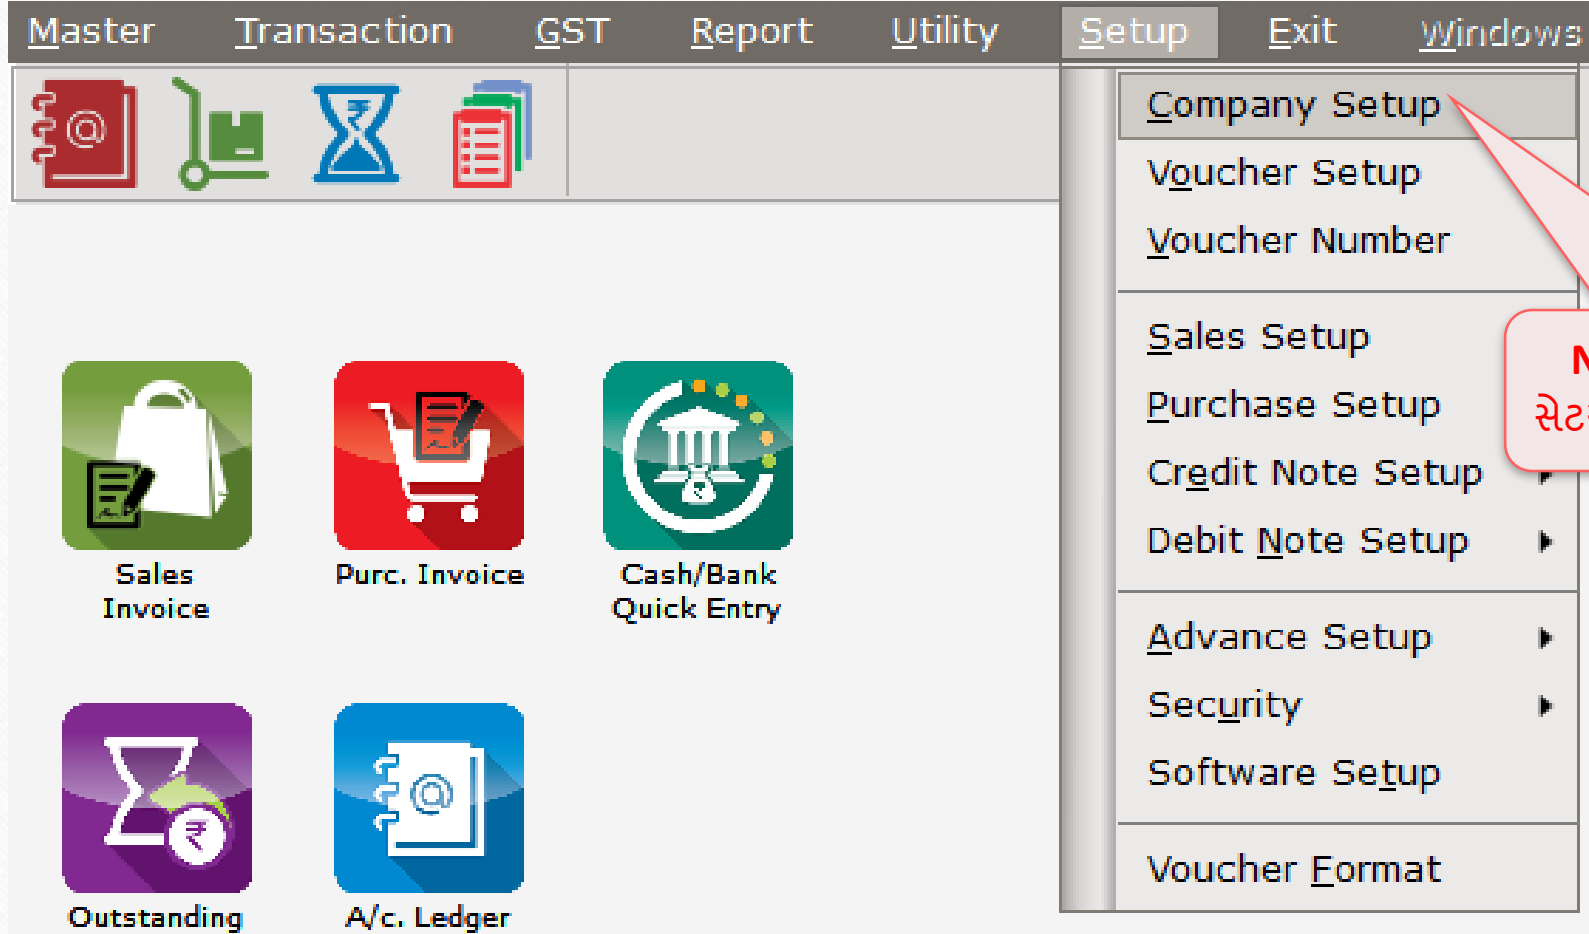 Master Transaction GST Report Utility Setup Exit Windows
Company Setup
Voucher Setup
Voucher Number
Sales Setup
Purchase Setup
Credit Note Setup
Debit Note Setup
Advance Setup
Security
Software Setup
Voucher Format
Sales
Invoice
Purc. Invoice
Cash/Bank
Quick Entry
Outstanding
A/c. Ledger